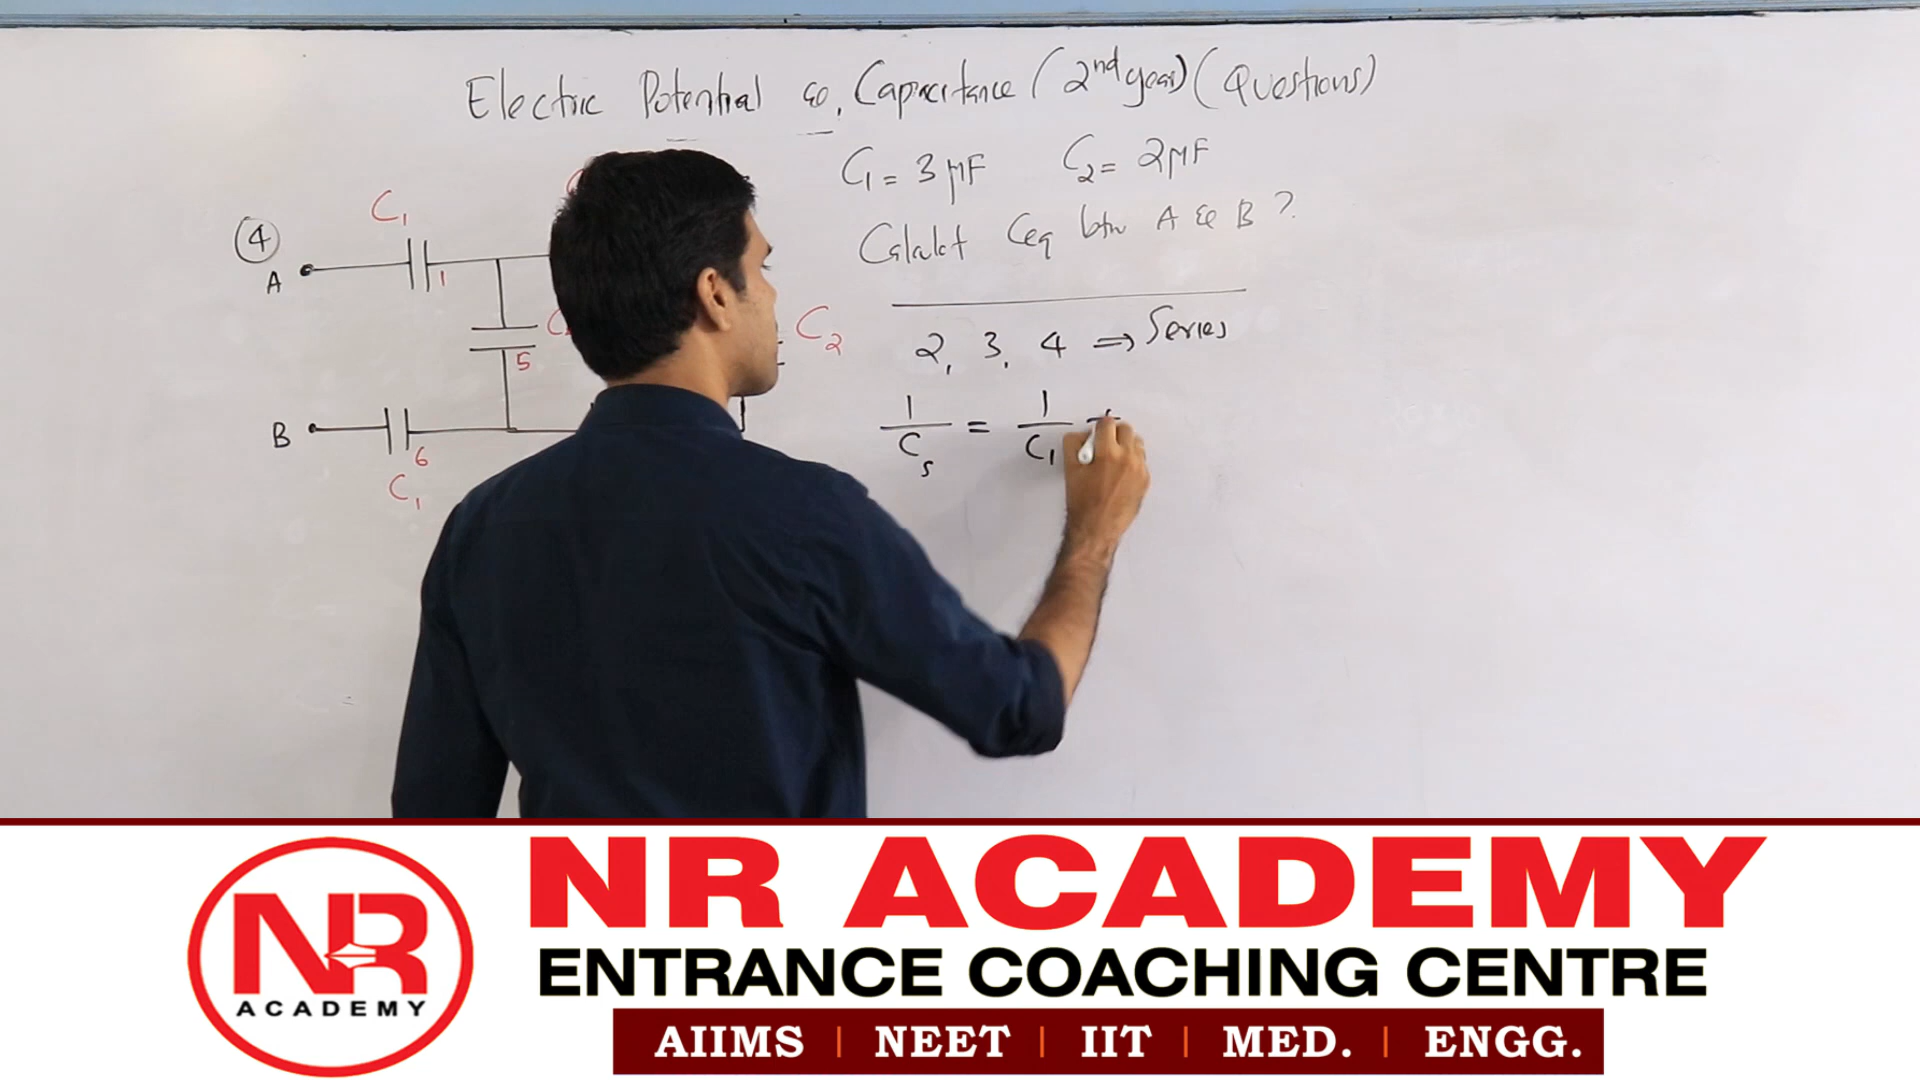 Electric Potential &, Capacitance (2nd year) (Questions)
C1 = 3 μF C2 = 2μF
Calculat Ceq btw A & B ?
4
C1
A
1
C2
5
B
6
C1
2, 3, 4 ⇒ Series
1/Cs = 1/C1 +
NR
ACADEMY
NR ACADEMY
ENTRANCE COACHING CENTRE
AIIMS | NEET | IIT | MED. | ENGG.